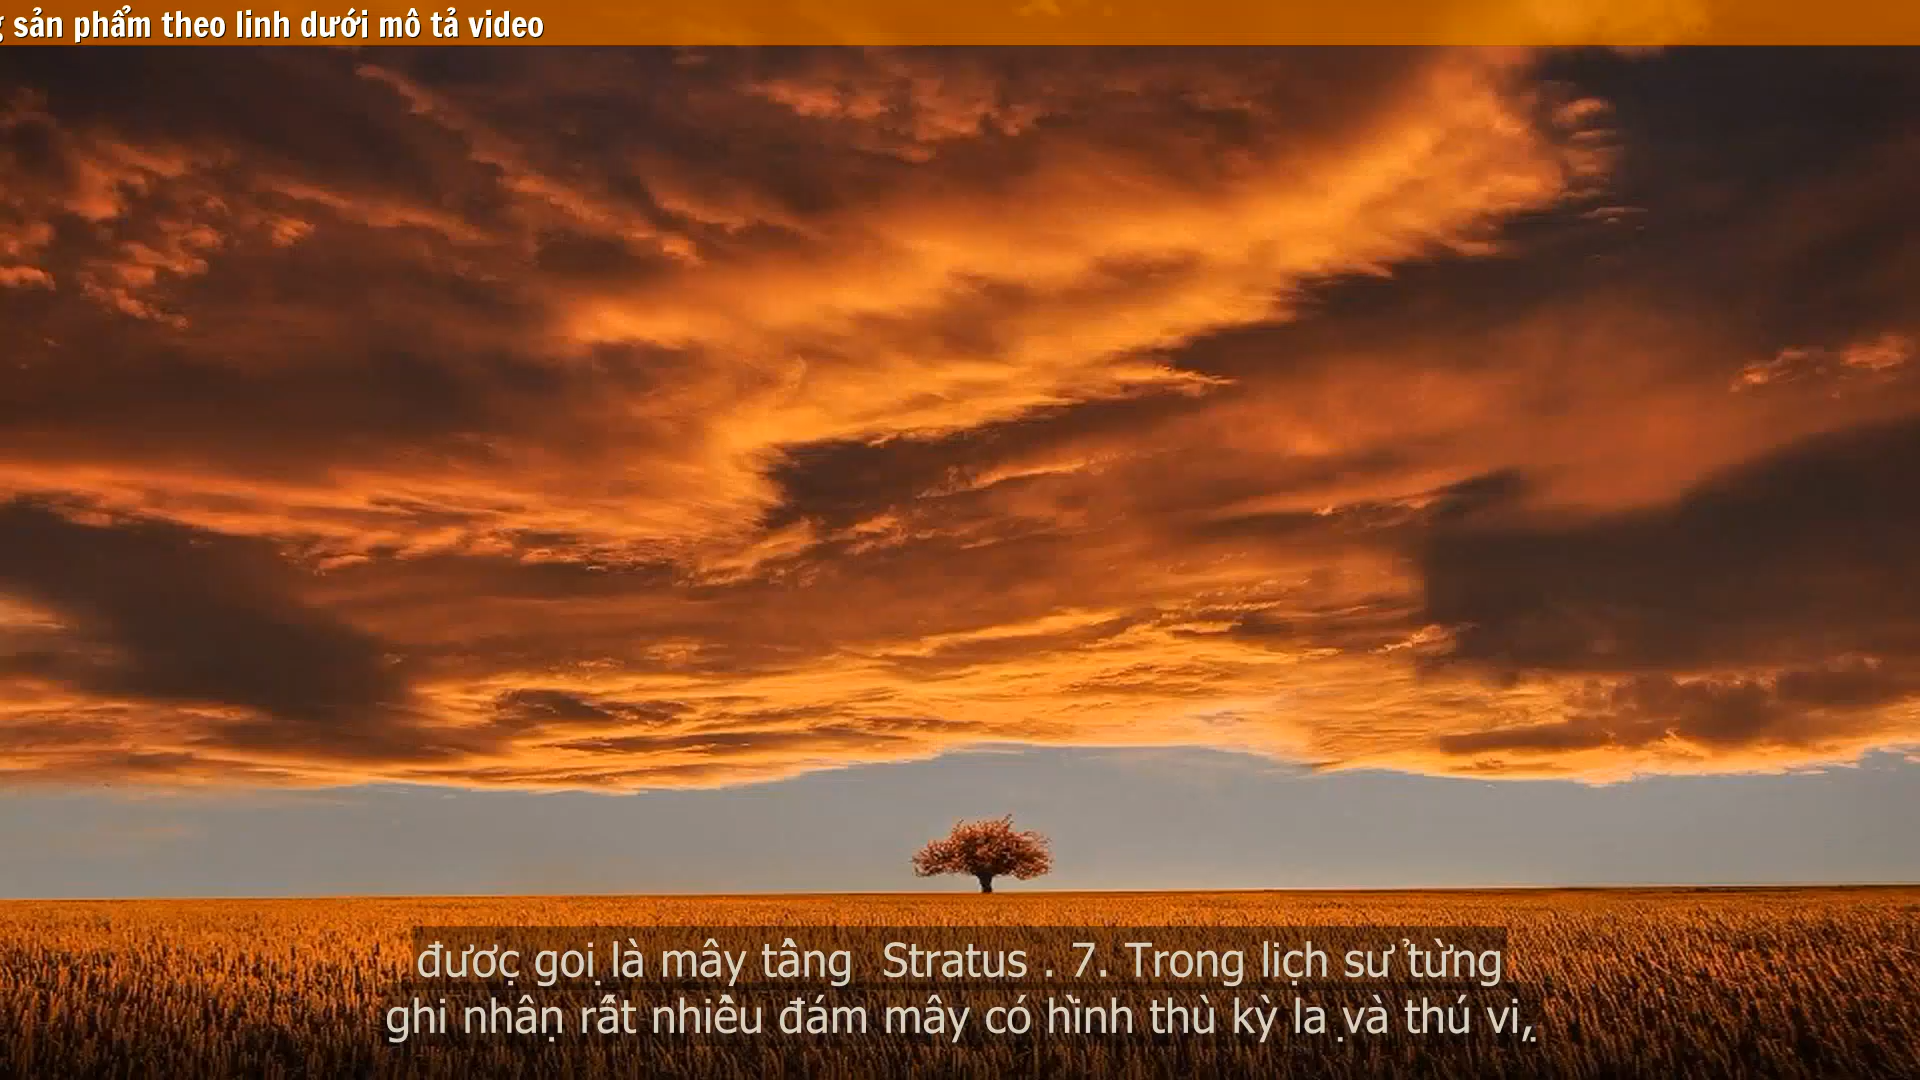 sản phẩm theo linh dưới mô tả video
được gọi là mây tầng Stratus . 7. Trong lịch sử từng
ghi nhận rất nhiều đám mây có hình thù kỳ lạ và thú vị,